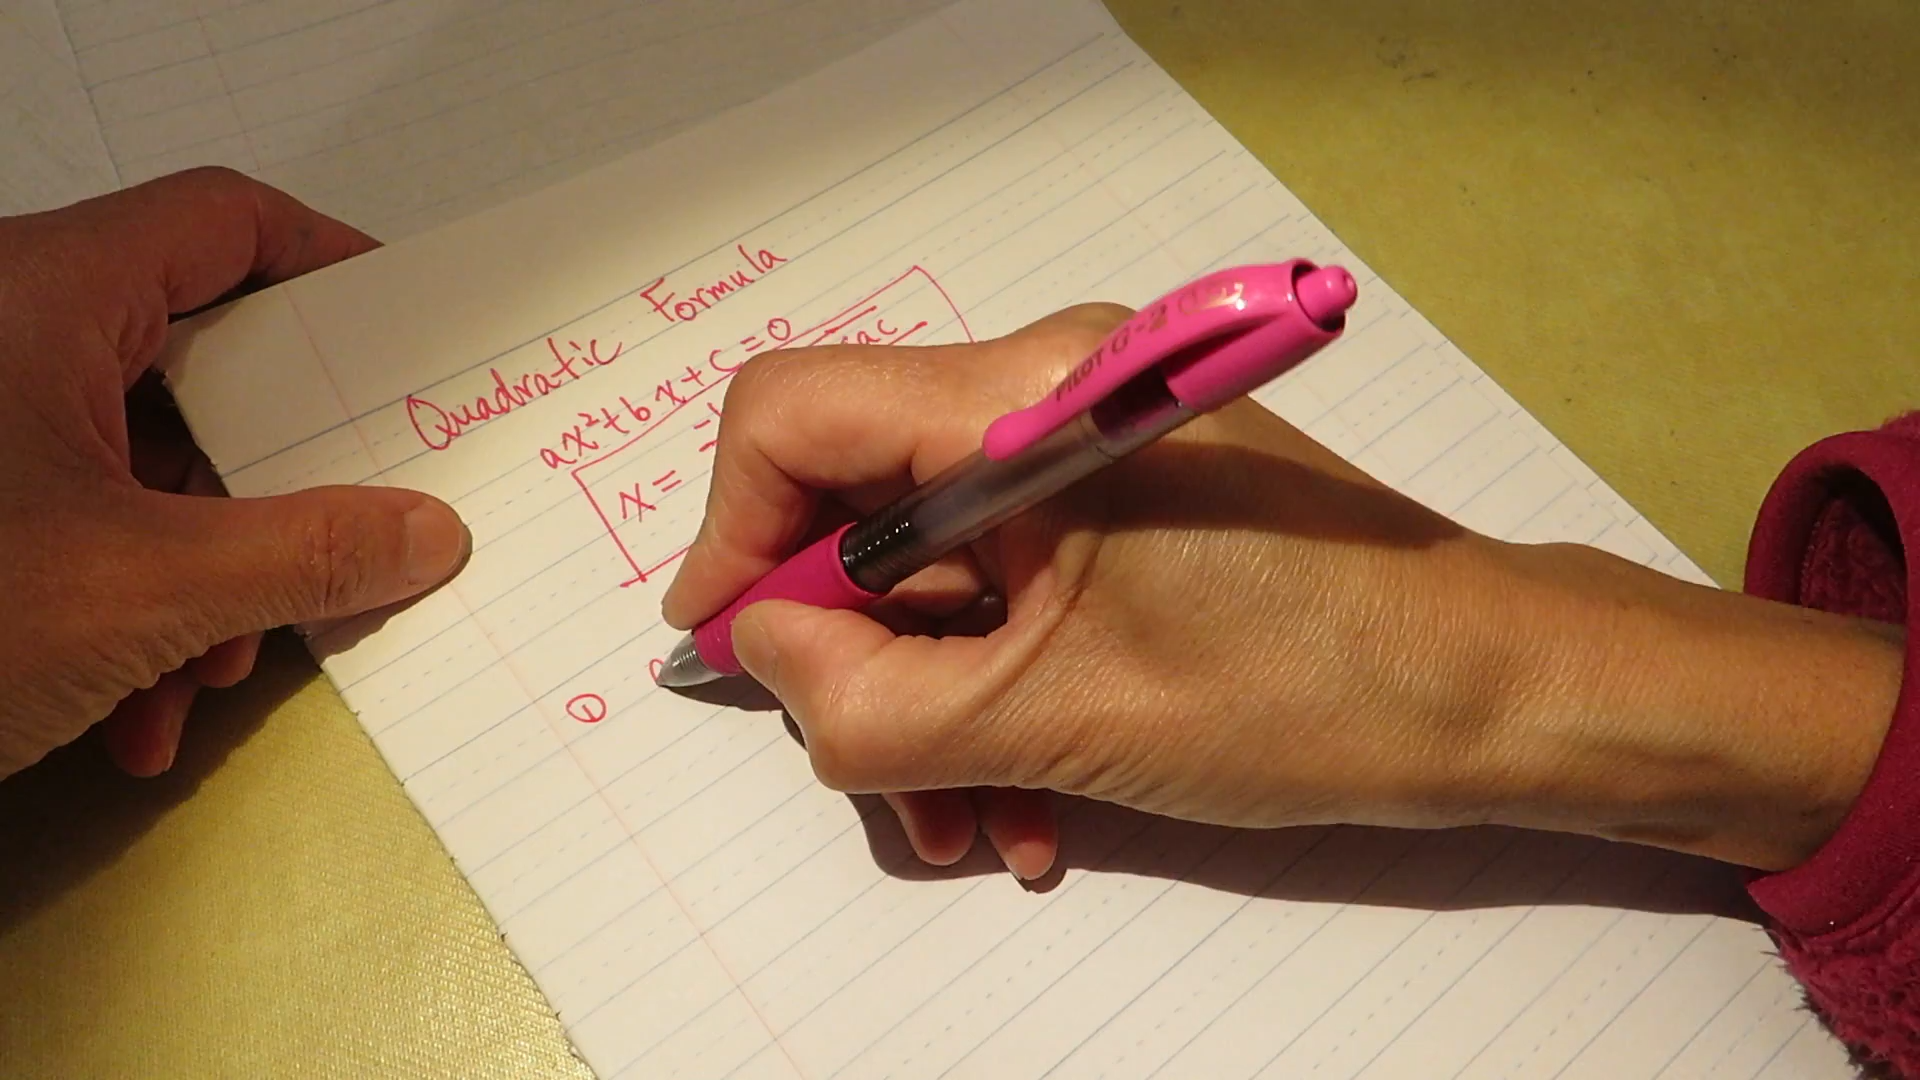 Quadratic Formula
ax²+bx+c=0
x=
①
PILOT G-2